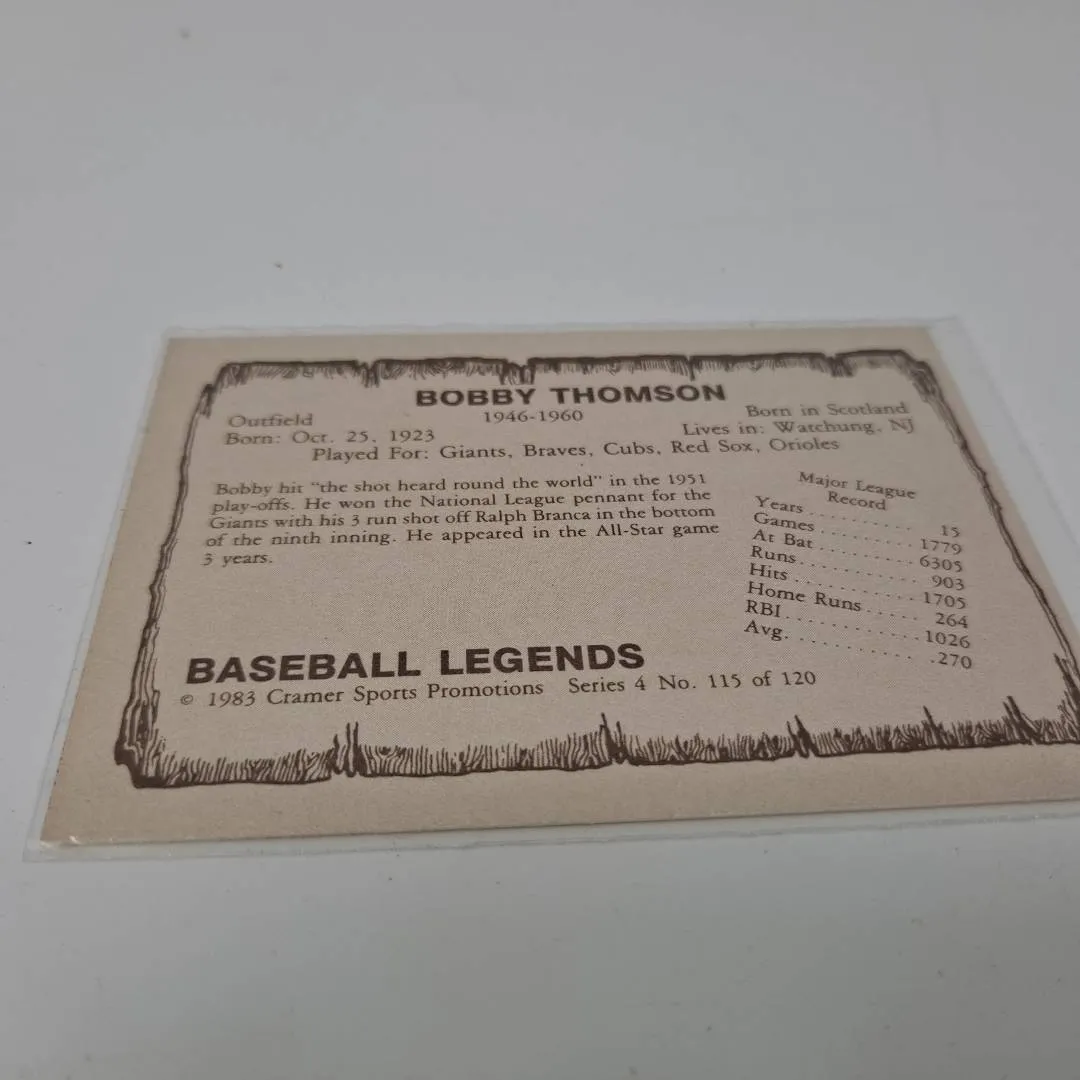 BOBBY THOMSON
1946-1960
Outfield
Born in Scotland
Born: Oct. 25, 1923
Lives in: Watchung, NJ
Played For: Giants, Braves, Cubs, Red Sox, Orioles
Bobby hit "the shot heard round the world" in the 1951
play-offs. He won the National League pennant for the
Giants with his 3 run shot off Ralph Branca in the bottom
of the ninth inning. He appeared in the All-Star game
3 years.
Major League
Record
Years . . . . . . . . . . 15
Games . . . . . . . . . 1779
At Bat . . . . . . . . . 6305
Runs . . . . . . . . . . . 903
Hits . . . . . . . . . . . 1705
Home Runs . . . . . 264
RBI . . . . . . . . . . . . 1026
Avg. . . . . . . . . . . . .270
BASEBALL LEGENDS
© 1983 Cramer Sports Promotions Series 4 No. 115 of 120